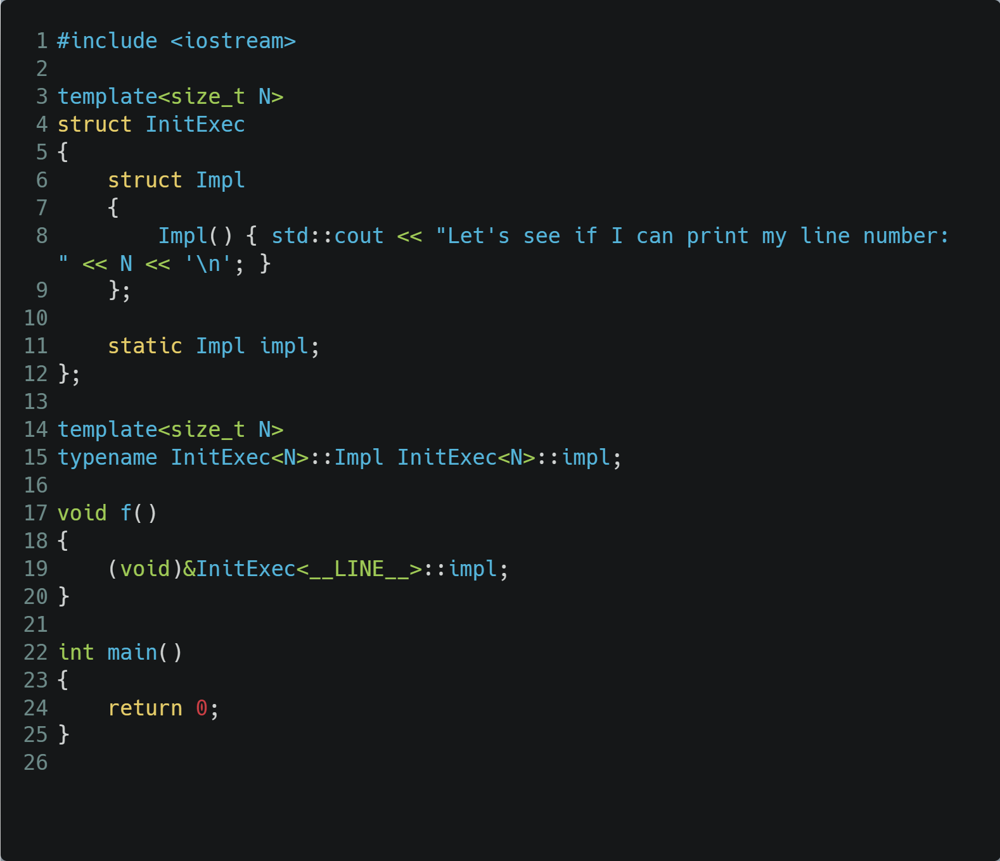 1 #include <iostream>
2
3 template<size_t N>
4 struct InitExec
5 {
6     struct Impl
7     {
8         Impl() { std::cout << "Let's see if I can print my line number:
" << N << '\n'; }
9     };
10
11     static Impl impl;
12 };
13
14 template<size_t N>
15 typename InitExec<N>::Impl InitExec<N>::impl;
16
17 void f()
18 {
19     (void)&InitExec<__LINE__>::impl;
20 }
21
22 int main()
23 {
24     return 0;
25 }
26